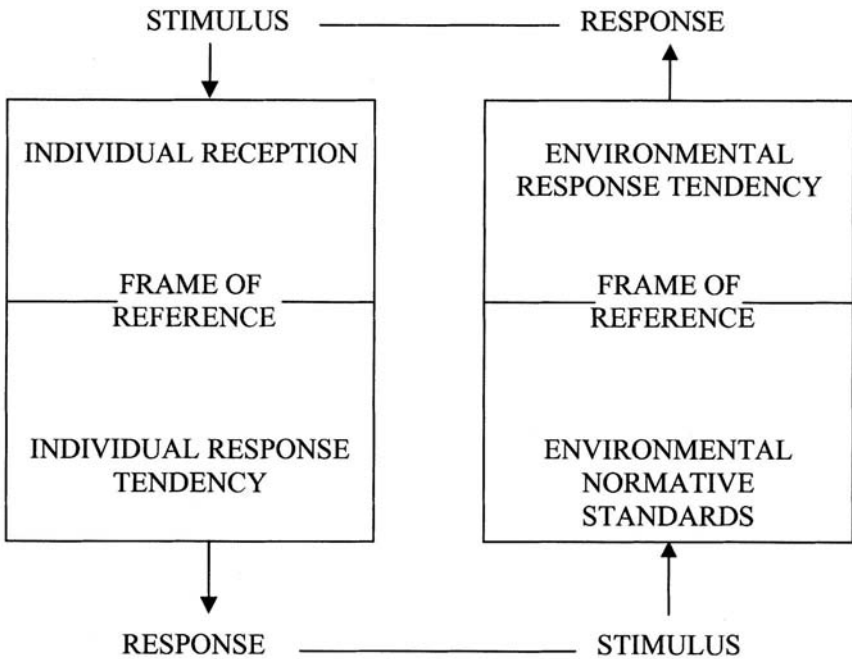 STIMULUS
RESPONSE
INDIVIDUAL RECEPTION
ENVIRONMENTAL
RESPONSE TENDENCY
FRAME OF
REFERENCE
FRAME OF
REFERENCE
INDIVIDUAL RESPONSE
TENDENCY
ENVIRONMENTAL
NORMATIVE
STANDARDS
RESPONSE
STIMULUS